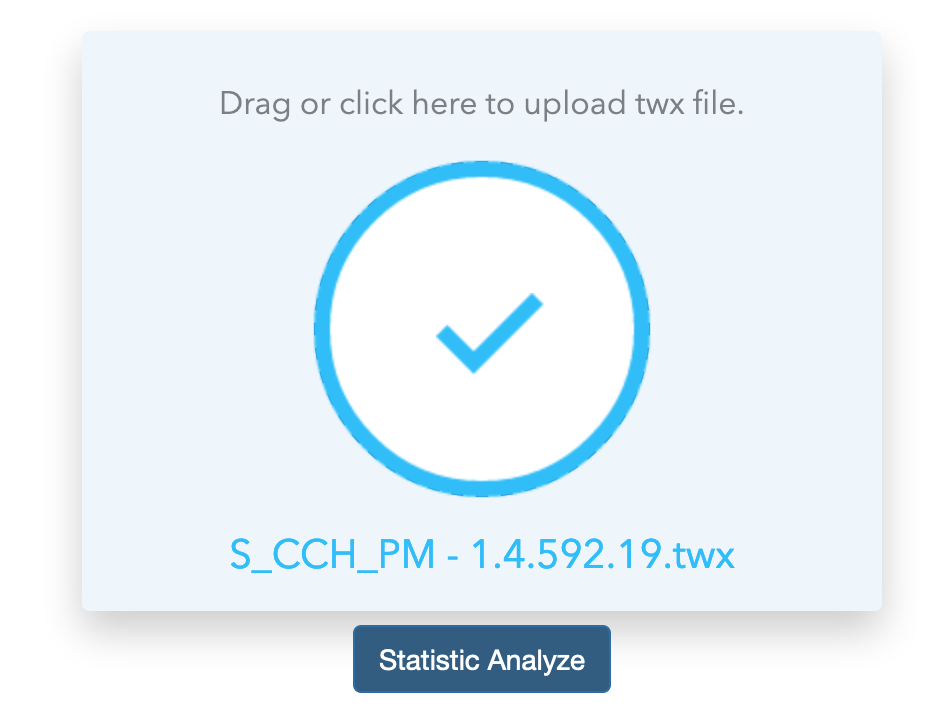 Drag or click here to upload twx file.
S_CCH_PM - 1.4.592.19.twx
Statistic Analyze